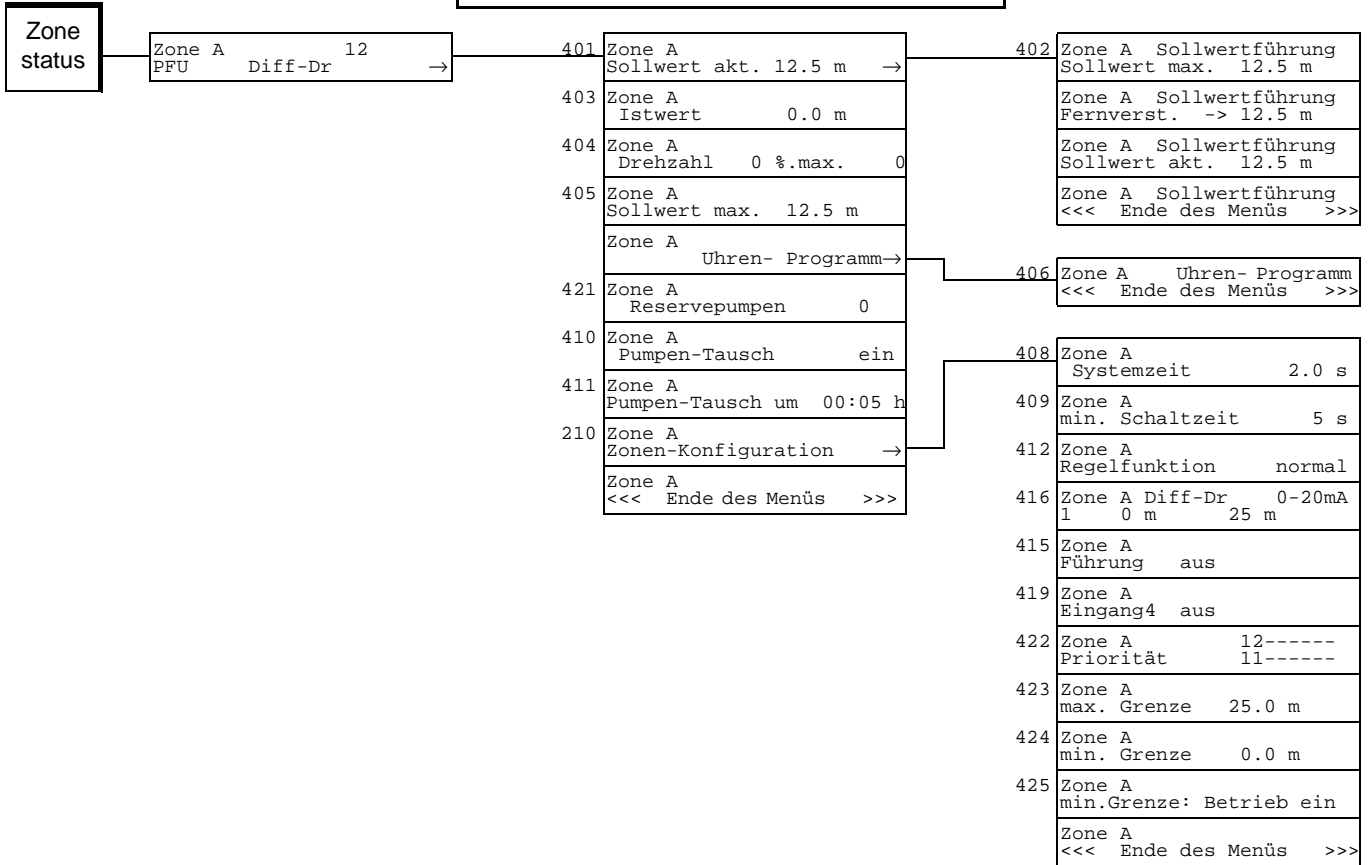 Zone
status
Zone A 12
PFU Diff-Dr →
401 Zone A
Sollwert akt. 12.5 m →
403 Zone A
Istwert 0.0 m
404 Zone A
Drehzahl 0 %.max. 0
405 Zone A
Sollwert max. 12.5 m
Zone A
Uhren- Programm→
421 Zone A
Reservepumpen 0
410 Zone A
Pumpen-Tausch ein
411 Zone A
Pumpen-Tausch um 00:05 h
210 Zone A
Zonen-Konfiguration →
Zone A
<<< Ende des Menüs >>>
402 Zone A Sollwertführung
Sollwert max. 12.5 m
Zone A Sollwertführung
Fernverst. -> 12.5 m
Zone A Sollwertführung
Sollwert akt. 12.5 m
Zone A Sollwertführung
<<< Ende des Menüs >>>
406 Zone A Uhren- Programm
<<< Ende des Menüs >>>
408 Zone A
Systemzeit 2.0 s
409 Zone A
min. Schaltzeit 5 s
412 Zone A
Regelfunktion normal
416 Zone A Diff-Dr 0-20mA
1 0 m 25 m
415 Zone A
Führung aus
419 Zone A
Eingang4 aus
422 Zone A 12------
Priorität 11------
423 Zone A
max. Grenze 25.0 m
424 Zone A
min. Grenze 0.0 m
425 Zone A
min.Grenze: Betrieb ein
Zone A
<<< Ende des Menüs >>>